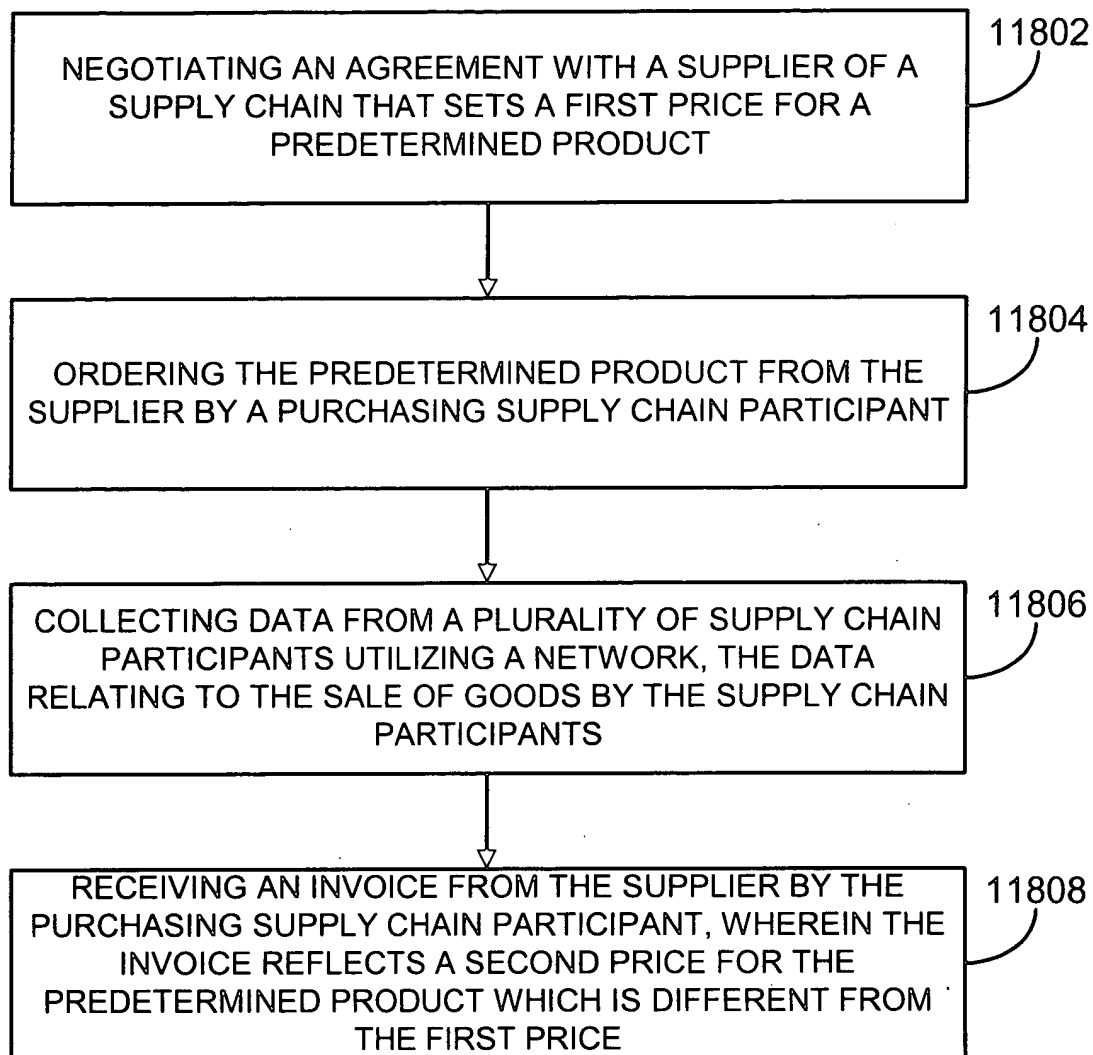 11802
NEGOTIATING AN AGREEMENT WITH A SUPPLIER OF A
SUPPLY CHAIN THAT SETS A FIRST PRICE FOR A
PREDETERMINED PRODUCT
11804
ORDERING THE PREDETERMINED PRODUCT FROM THE
SUPPLIER BY A PURCHASING SUPPLY CHAIN PARTICIPANT
11806
COLLECTING DATA FROM A PLURALITY OF SUPPLY CHAIN
PARTICIPANTS UTILIZING A NETWORK, THE DATA
RELATING TO THE SALE OF GOODS BY THE SUPPLY CHAIN
PARTICIPANTS
11808
RECEIVING AN INVOICE FROM THE SUPPLIER BY THE
PURCHASING SUPPLY CHAIN PARTICIPANT, WHEREIN THE
INVOICE REFLECTS A SECOND PRICE FOR THE
PREDETERMINED PRODUCT WHICH IS DIFFERENT FROM
THE FIRST PRICE